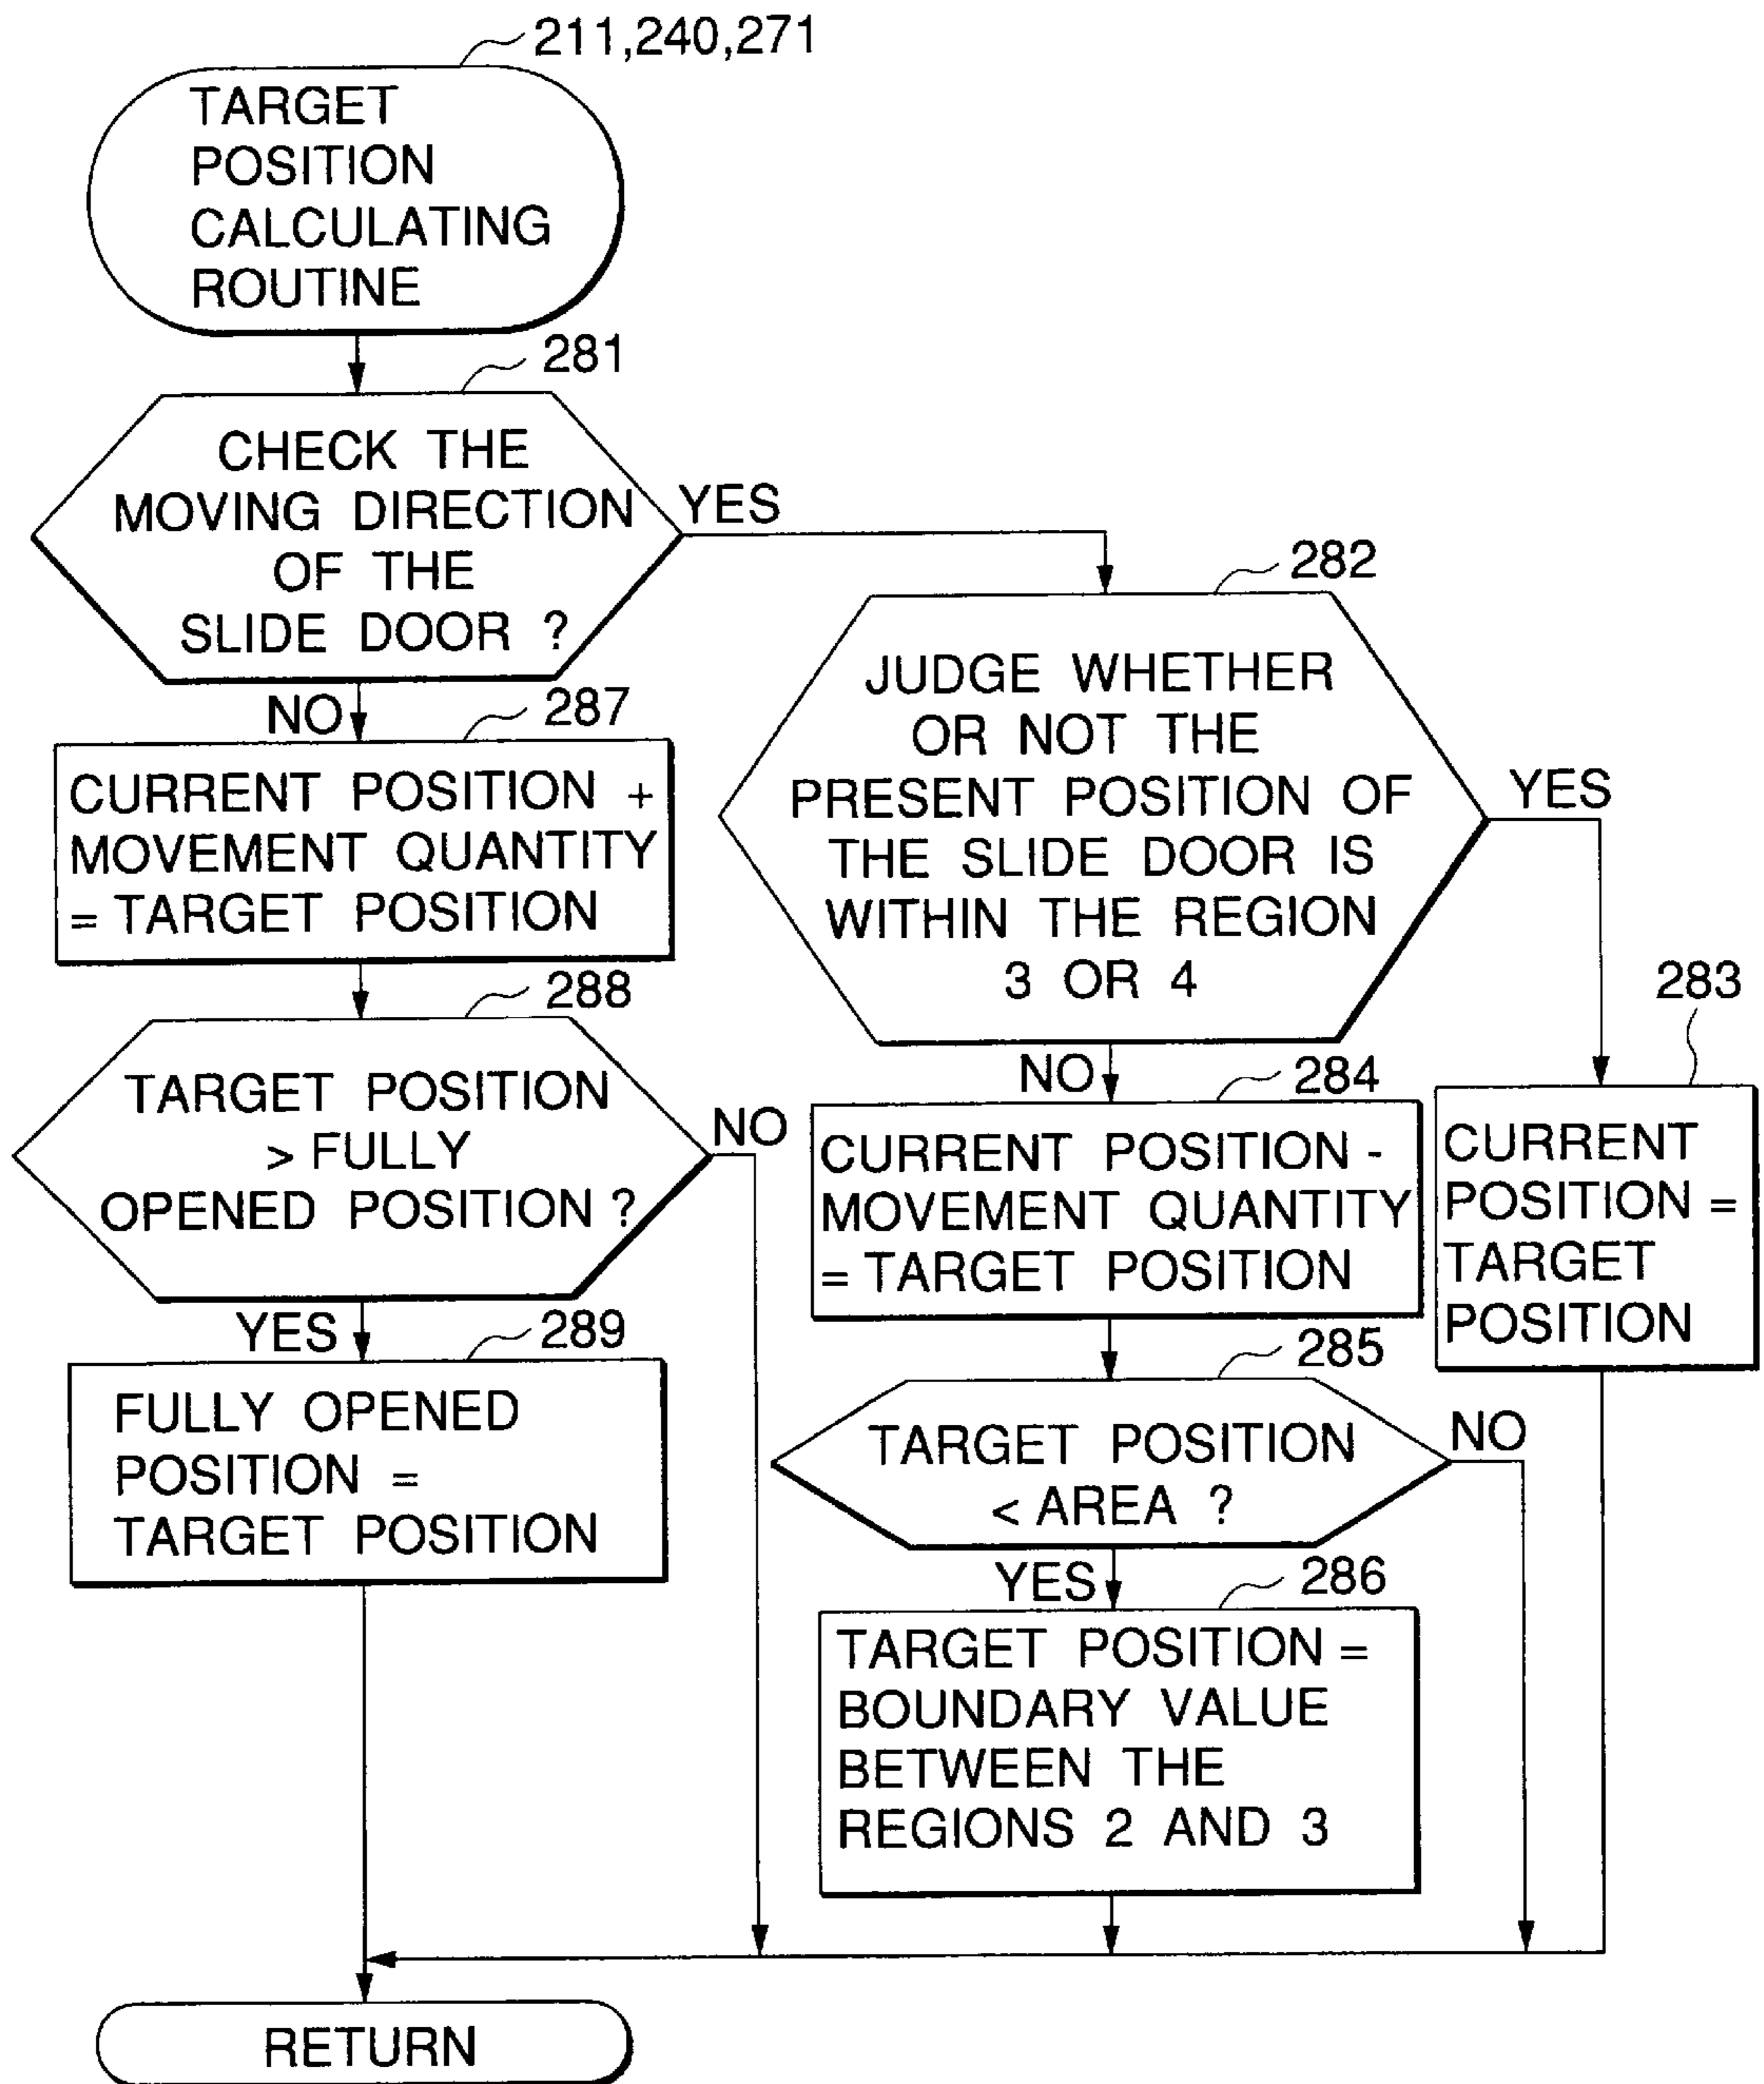 211,240,271
TARGET
POSITION
CALCULATING
ROUTINE
281
CHECK THE
MOVING DIRECTION
OF THE
SLIDE DOOR ?
YES
NO
282
JUDGE WHETHER
OR NOT THE
PRESENT POSITION OF
THE SLIDE DOOR IS
WITHIN THE REGION
3 OR 4
YES
NO
283
CURRENT
POSITION =
TARGET
POSITION
284
CURRENT POSITION -
MOVEMENT QUANTITY
= TARGET POSITION
285
TARGET POSITION
< AREA ?
NO
YES
286
TARGET POSITION =
BOUNDARY VALUE
BETWEEN THE
REGIONS 2 AND 3
287
CURRENT POSITION +
MOVEMENT QUANTITY
= TARGET POSITION
288
TARGET POSITION
> FULLY
OPENED POSITION ?
NO
YES
289
FULLY OPENED
POSITION =
TARGET POSITION
RETURN